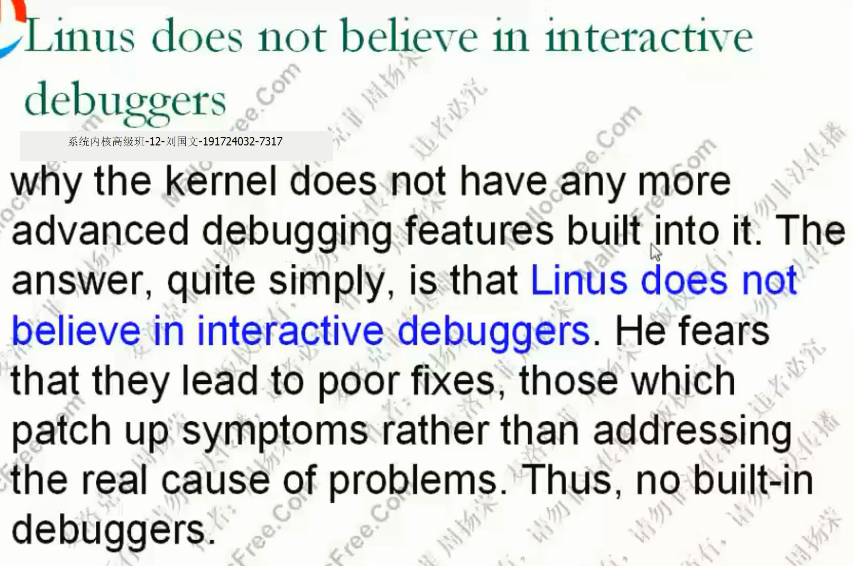 Linus does not believe in interactive
debuggers
系统内核高级班-12-刘国文-191724032-7317
why the kernel does not have any more
advanced debugging features built into it. The
answer, quite simply, is that Linus does not
believe in interactive debuggers. He fears
that they lead to poor fixes, those which
patch up symptoms rather than addressing
the real cause of problems. Thus, no built-in
debuggers.